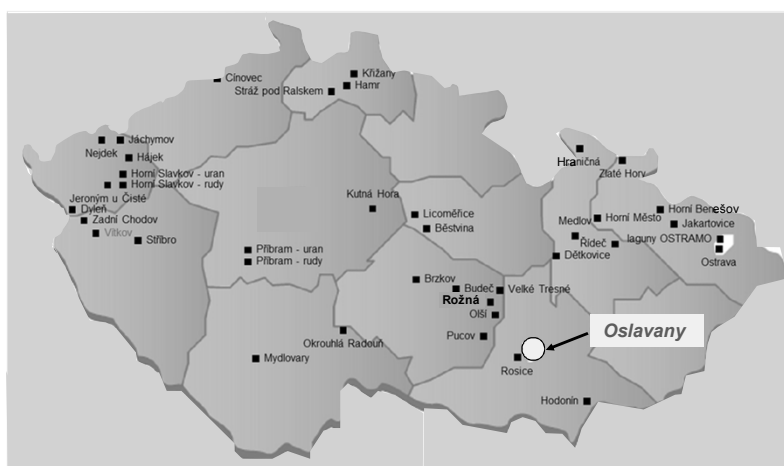 Cínovec
Křižany
Hamr
Stráž pod Ralskem
Jáchymov
Nejdek
Hájek
Horní Slavkov - uran
Horní Slavkov - rudy
Jeroným u Čisté
Dyleň
Zadní Chodov
Vítkov
Stříbro
Kutná Hora
Příbram - uran
Příbram - rudy
Licoměřice
Běstvina
Hraničná
Zlaté Horv
Horní Benešov
Horní Město
Jakartovice
Medlov
Řídeč
laguny OSTRAMO
Dětkovice
Ostrava
Brzkov
Budeč
Velké Tresné
Rožná
Olší
Pucov
Okrouhlá Radouň
Mydlovary
Oslavany
Rosice
Hodonín